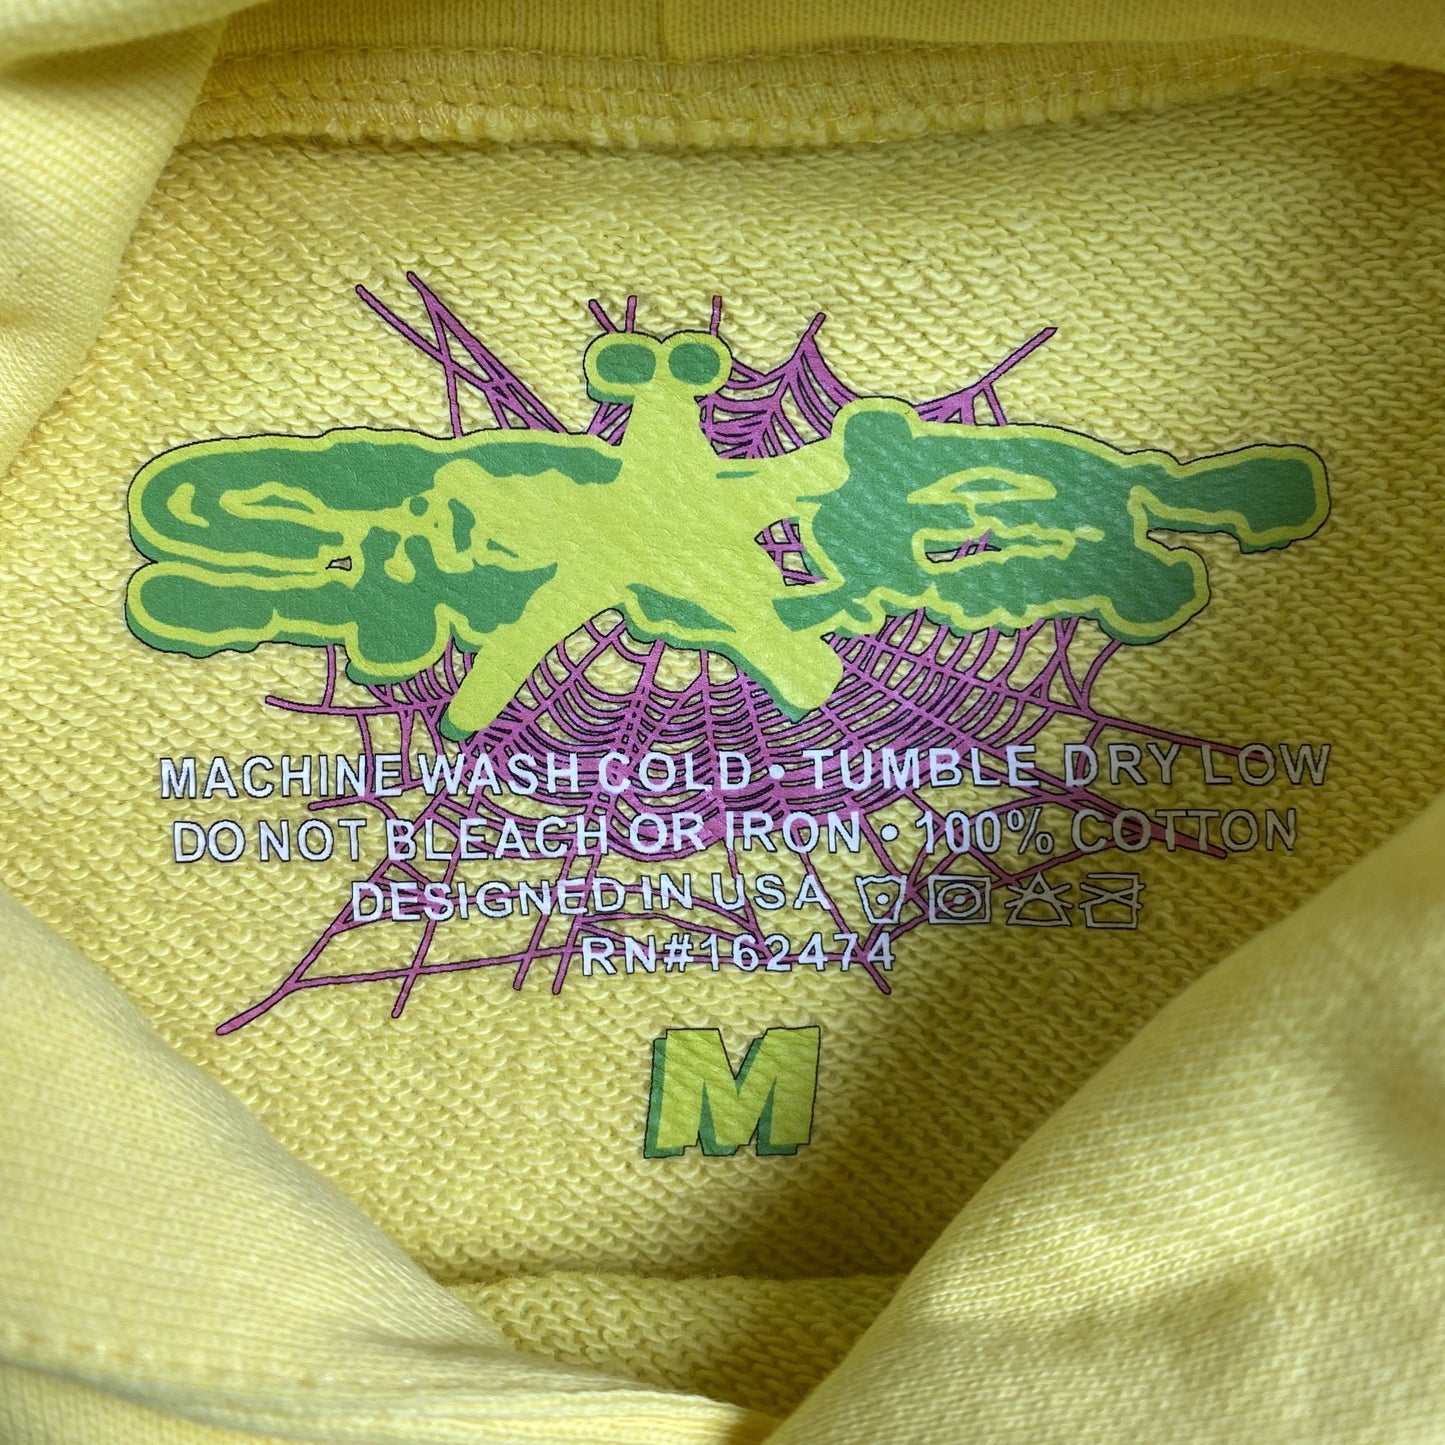 MACHINE WASH COLD • TUMBLE DRY LOW
DO NOT BLEACH OR IRON • 100% COTTON
DESIGNED IN USA
RN#162474
M